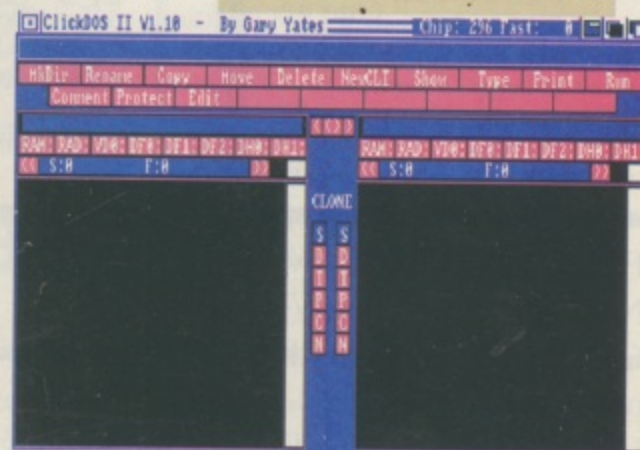 ClickDOS II V1.10 - By Gary Yates Chip: 296 Fast: 0
MkDir Rename Copy Move Delete NewCLI Show Type Print Run
Comment Protect Edit
<<>>
RAM: RAD: VD0: DF0: DF1: DF2: DH0: DH1: RAM: RAD: VD0: DF0: DF1: DF2: DH0: DH1
<< S:0 F:0 >> << S:0 F:0 >>
CLONE
S S
D D
T T
P P
C C
N N